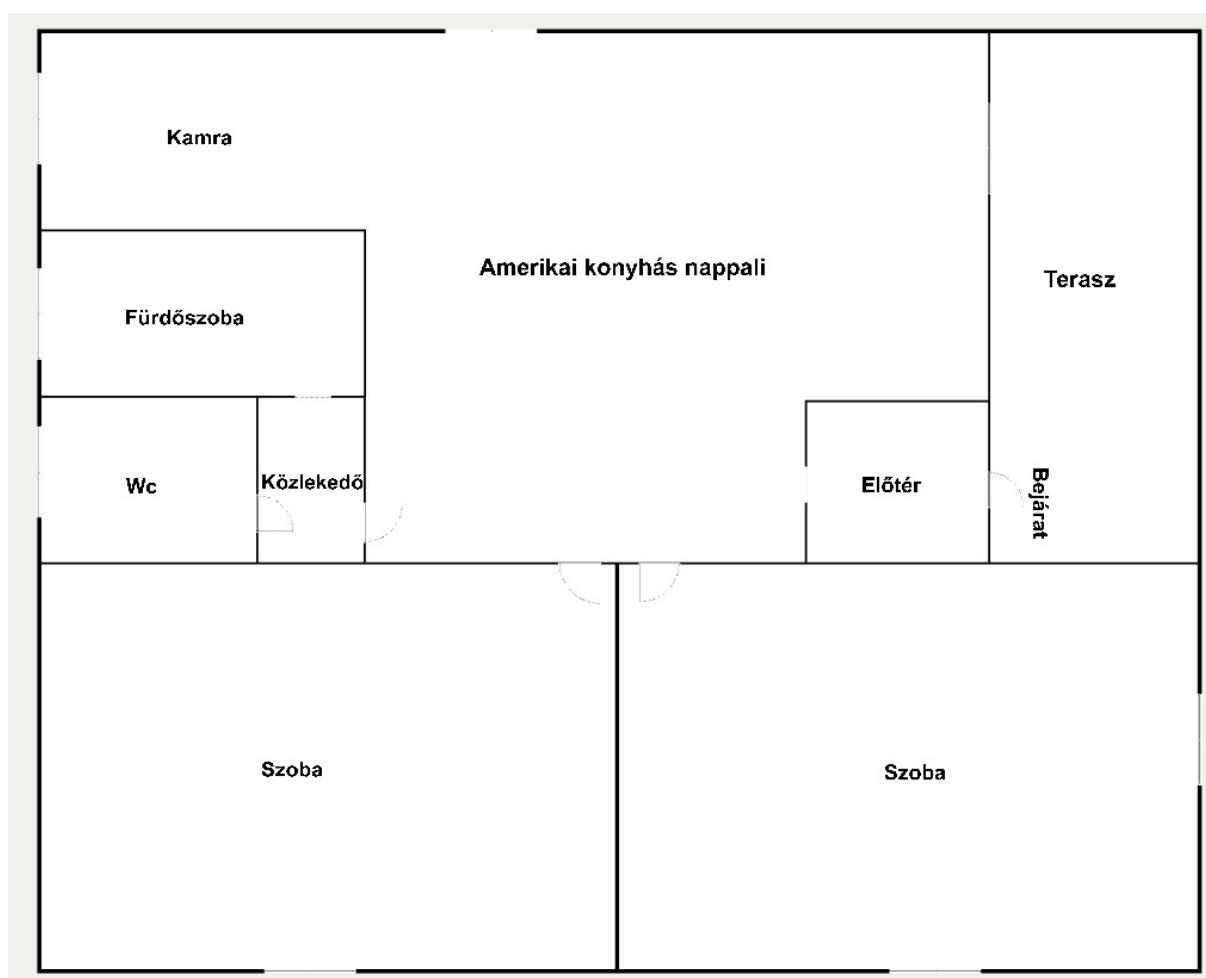 Kamra
Amerikai konyhás nappali
Terasz
Fürdőszoba
Wc
Közlekedő
Előtér
Bejárat
Szoba
Szoba